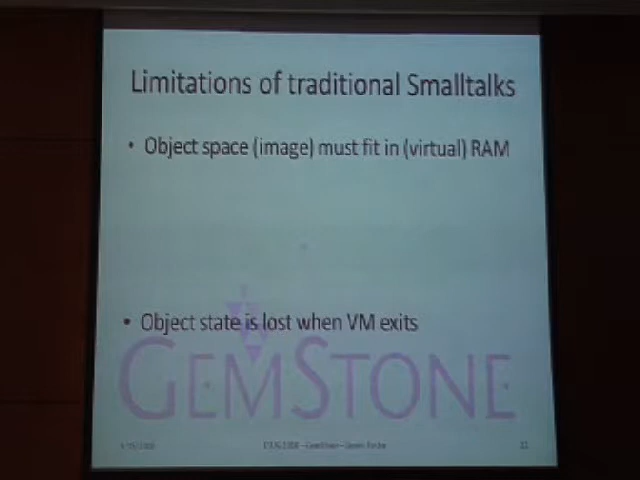 Limitations of traditional Smalltalks
• Object space (image) must fit in (virtual) RAM
• Object state is lost when VM exits
GEMSTONE